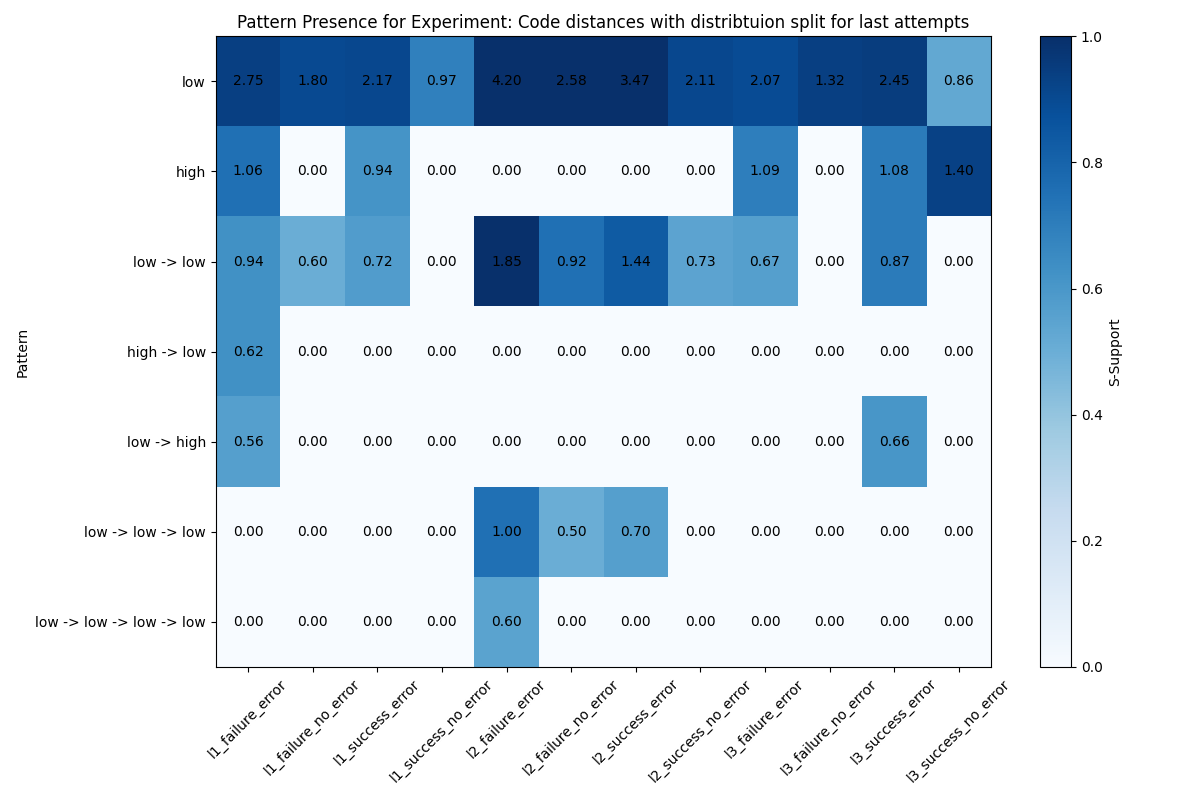 Pattern Presence for Experiment: Code distances with distribtuion split for last attempts
low 2.75 1.80 2.17 0.97 4.20 2.58 3.47 2.11 2.07 1.32 2.45 0.86
high 1.06 0.00 0.94 0.00 0.00 0.00 0.00 0.00 1.09 0.00 1.08 1.40
low -> low 0.94 0.60 0.72 0.00 1.85 0.92 1.44 0.73 0.67 0.00 0.87 0.00
high -> low 0.62 0.00 0.00 0.00 0.00 0.00 0.00 0.00 0.00 0.00 0.00 0.00
low -> high 0.56 0.00 0.00 0.00 0.00 0.00 0.00 0.00 0.00 0.00 0.66 0.00
low -> low -> low 0.00 0.00 0.00 0.00 1.00 0.50 0.70 0.00 0.00 0.00 0.00 0.00
low -> low -> low -> low 0.00 0.00 0.00 0.00 0.60 0.00 0.00 0.00 0.00 0.00 0.00 0.00
Pattern
l1_failure_error
l1_failure_no_error
l1_success_error
l1_success_no_error
l2_failure_error
l2_failure_no_error
l2_success_error
l2_success_no_error
l3_failure_error
l3_failure_no_error
l3_success_error
l3_success_no_error
1.0
0.8
0.6
0.4
0.2
0.0
S-Support